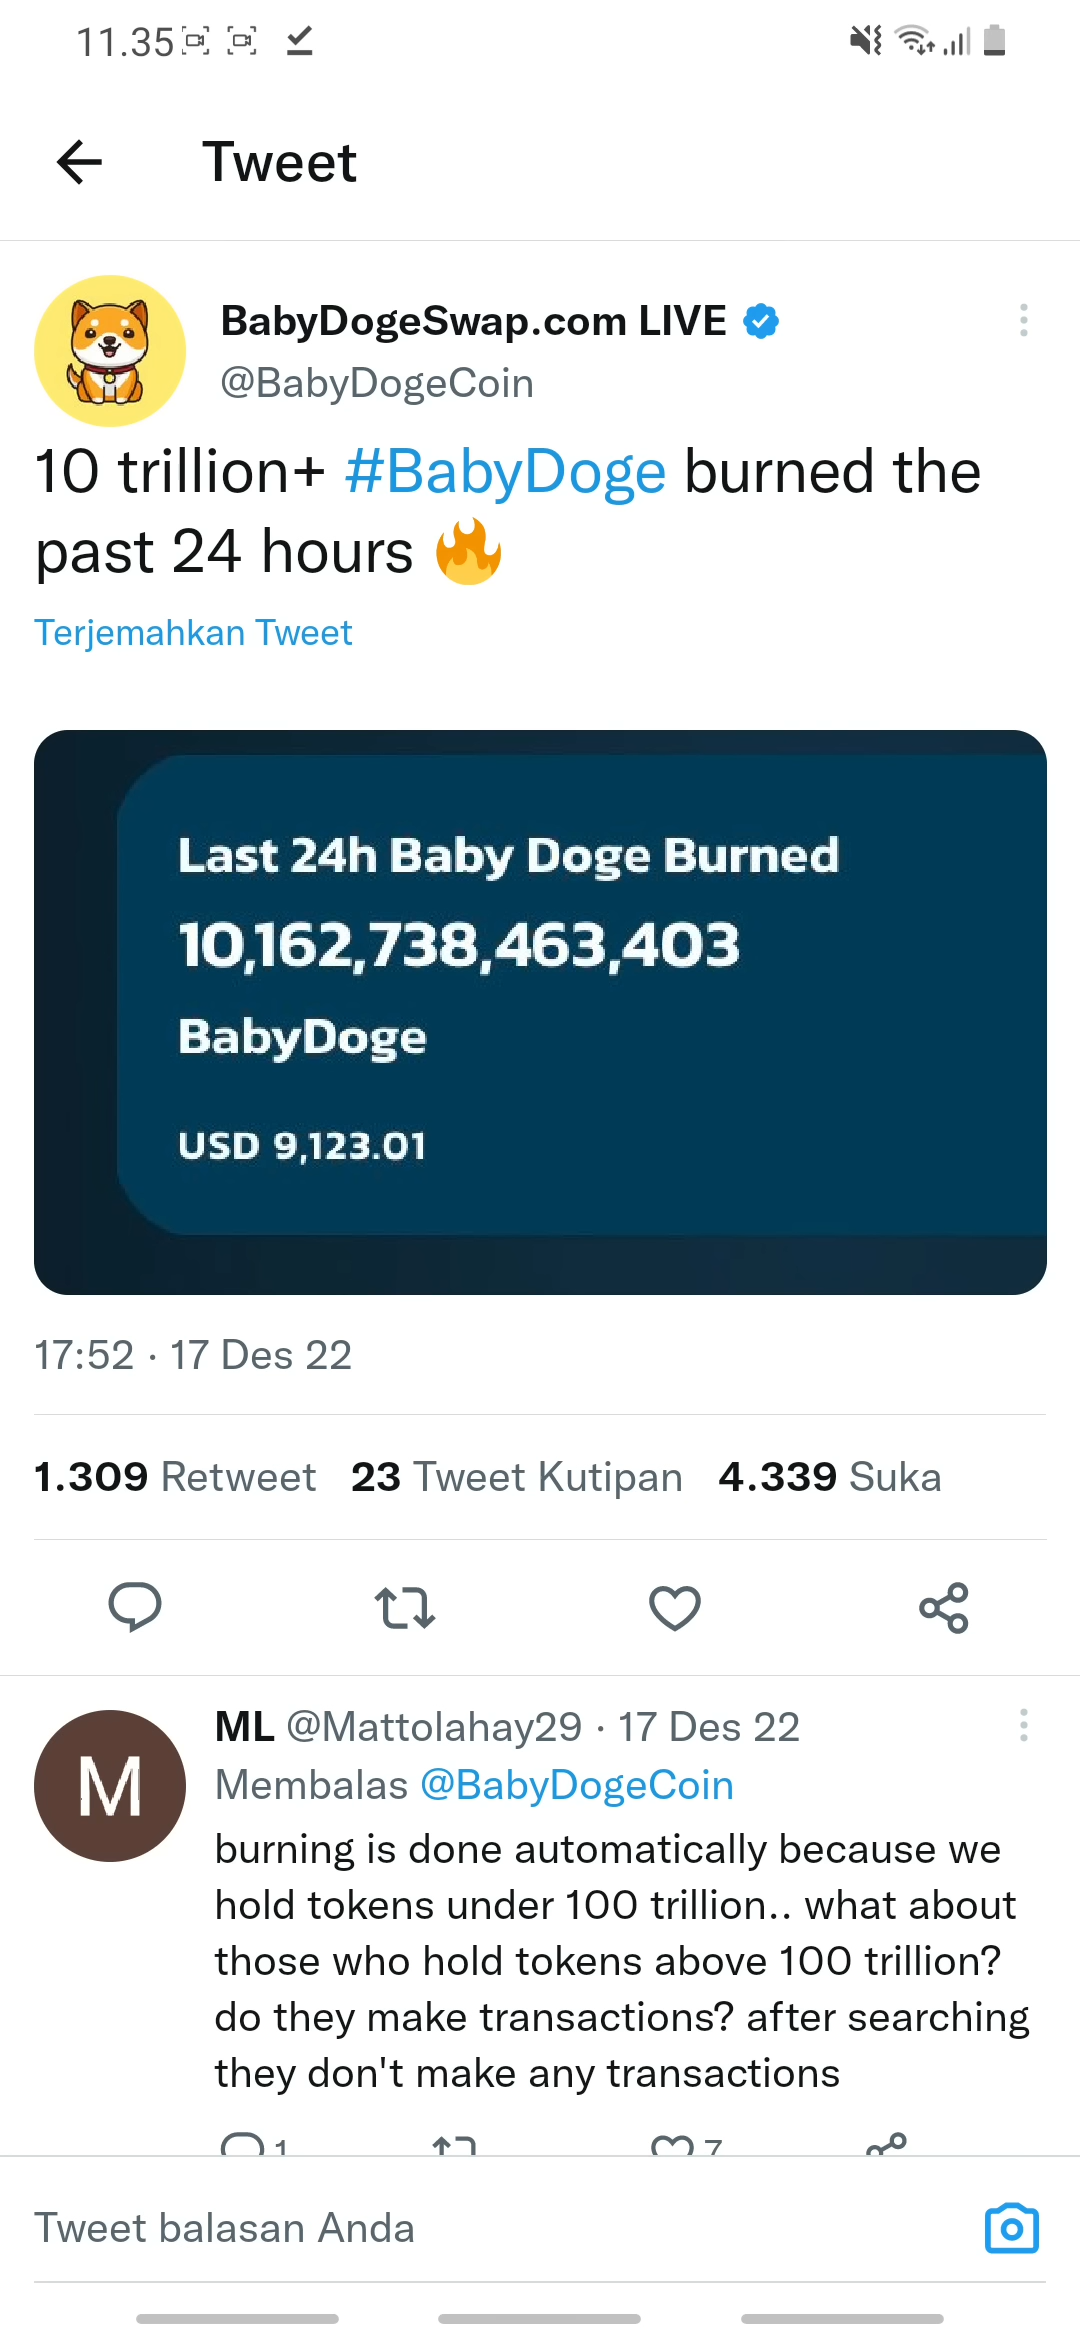 11.35
Tweet
BabyDogeSwap.com LIVE
@BabyDogeCoin
10 trillion+ #BabyDoge burned the
past 24 hours 🔥
Terjemahkan Tweet
Last 24h Baby Doge Burned
10,162,738,463,403
BabyDoge
USD 9,123.01
17:52 · 17 Des 22
1.309 Retweet 23 Tweet Kutipan 4.339 Suka
ML @Mattolahay29 · 17 Des 22
M
Membalas @BabyDogeCoin
burning is done automatically because we
hold tokens under 100 trillion.. what about
those who hold tokens above 100 trillion?
do they make transactions? after searching
they don't make any transactions
1 7
Tweet balasan Anda